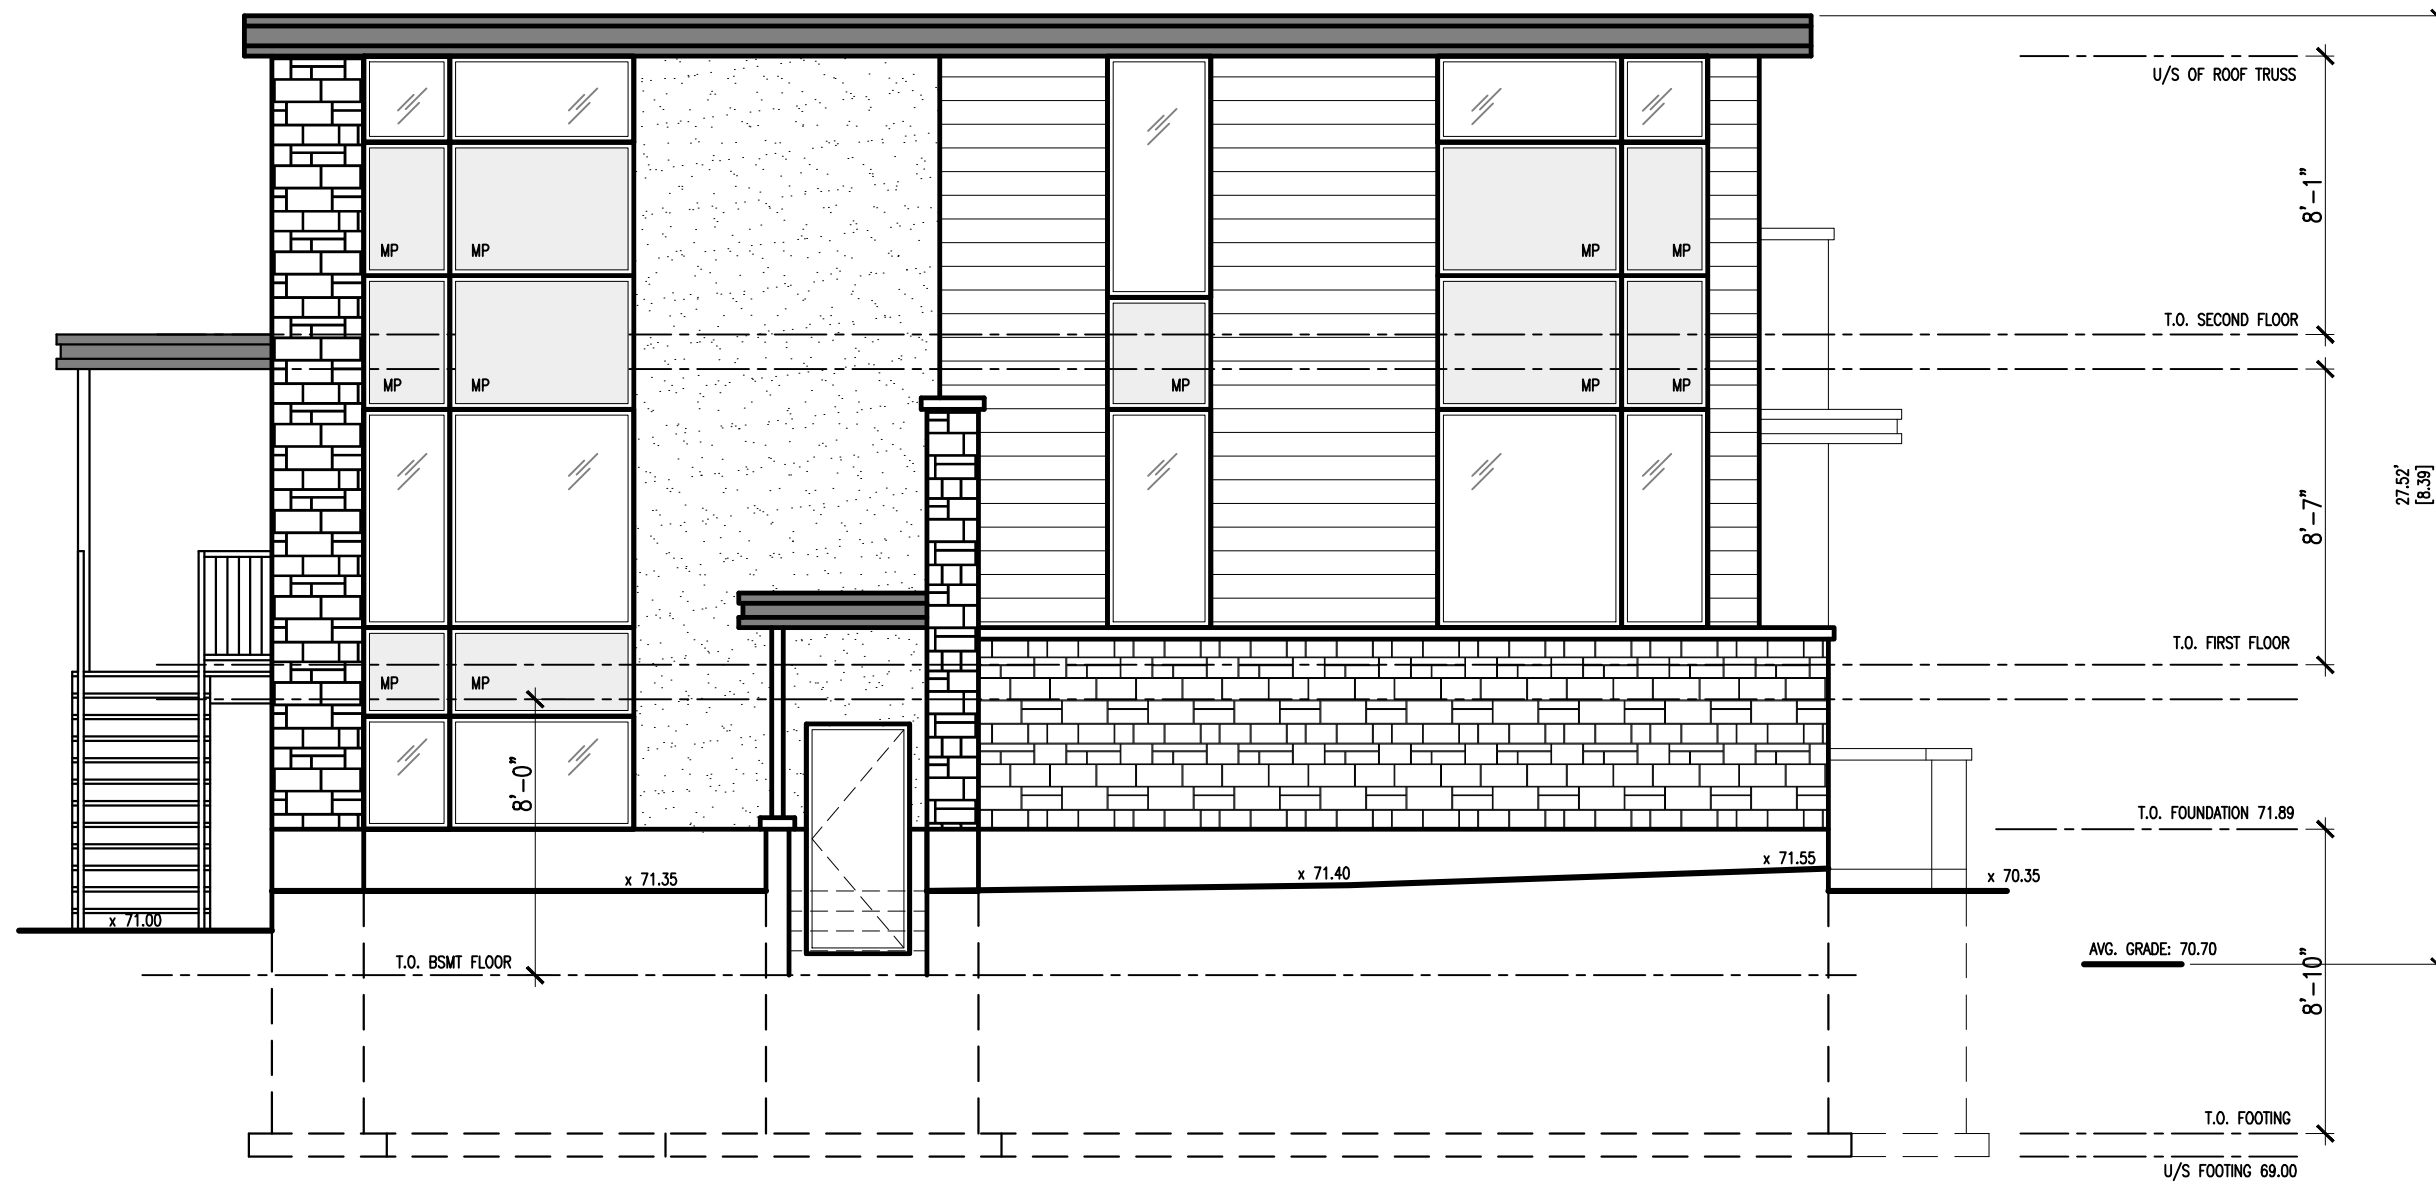 U/S OF ROOF TRUSS
8'-1"
MP MP MP MP
T.O. SECOND FLOOR
MP MP MP MP MP
27.52'
[8.39]
8'-7"
T.O. FIRST FLOOR
MP MP
8'-0"
T.O. FOUNDATION 71.89
x 71.55
x 71.40
x 71.35
x 70.35
x 71.00
AVG. GRADE: 70.70
T.O. BSMT FLOOR
8'-10"
T.O. FOOTING
U/S FOOTING 69.00